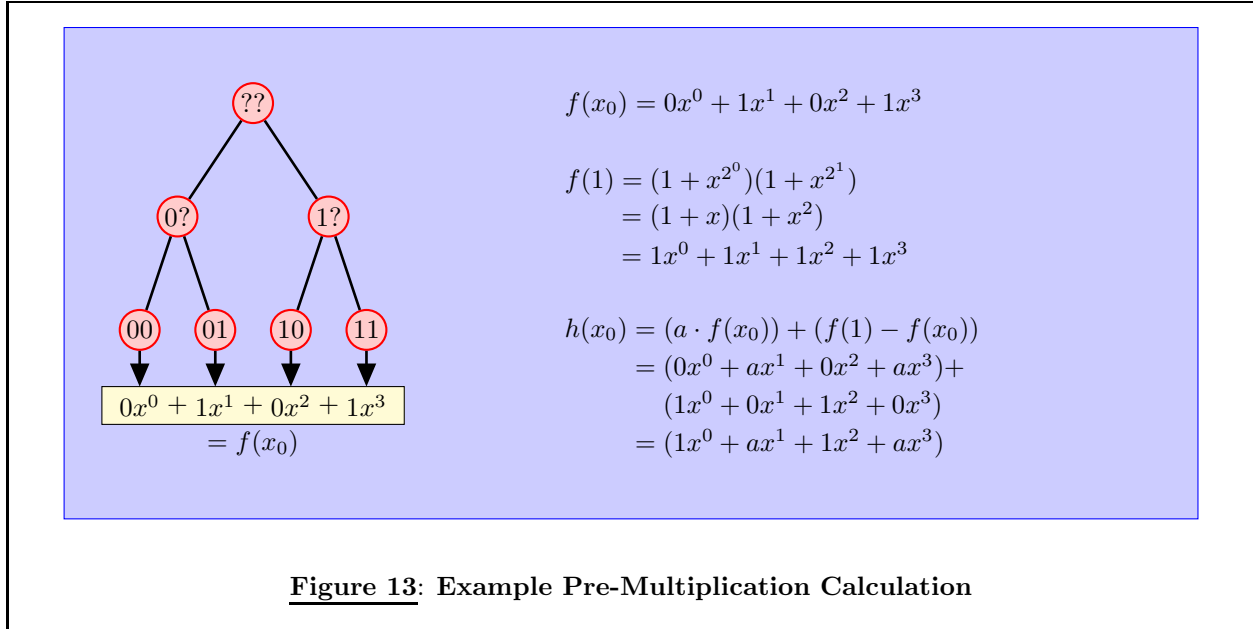 ??
0?
1?
00
01
10
11
0x^0 + 1x^1 + 0x^2 + 1x^3
= f(x_0)
f(x_0) = 0x^0 + 1x^1 + 0x^2 + 1x^3
f(1) = (1 + x^{2^0})(1 + x^{2^1})
= (1 + x)(1 + x^2)
= 1x^0 + 1x^1 + 1x^2 + 1x^3
h(x_0) = (a · f(x_0)) + (f(1) − f(x_0))
= (0x^0 + ax^1 + 0x^2 + ax^3)+
(1x^0 + 0x^1 + 1x^2 + 0x^3)
= (1x^0 + ax^1 + 1x^2 + ax^3)
Figure 13: Example Pre-Multiplication Calculation